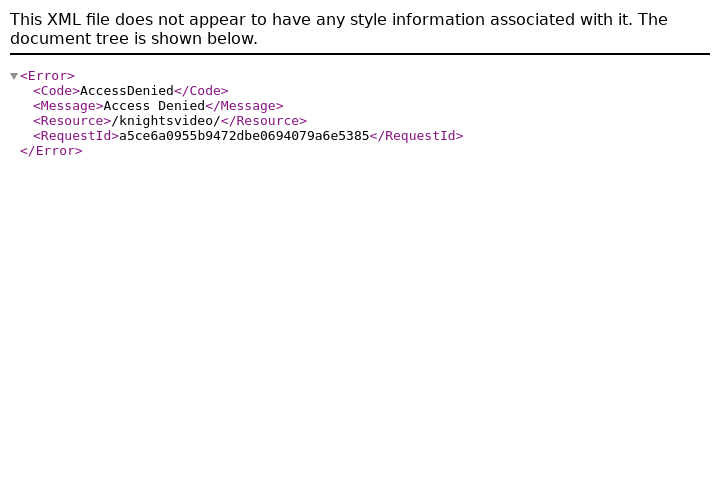 This XML file does not appear to have any style information associated with it. The
document tree is shown below.
<Error>
<Code>AccessDenied</Code>
<Message>Access Denied</Message>
<Resource>/knightsvideo/</Resource>
<RequestId>a5ce6a0955b9472dbe0694079a6e5385</RequestId>
</Error>